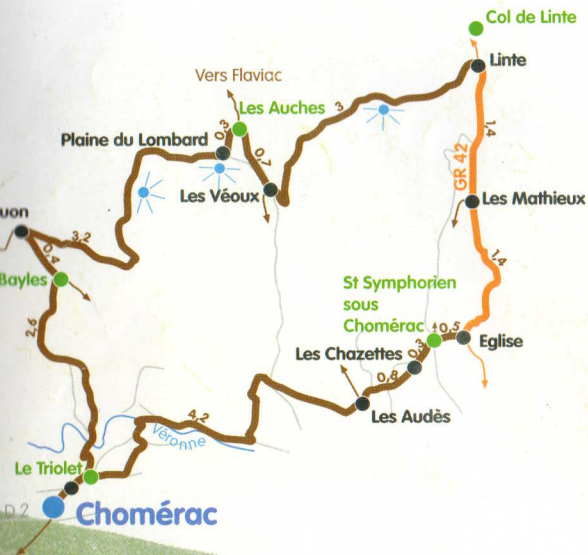 Col de Linte
Linte
Vers Flaviac
Les Auches
3
0,3
Plaine du Lombard
0,7
1,4
GR 42
Les Véoux
Les Mathieux
uon
3,2
0,4
Bayles
1,4
St Symphorien
sous
Chomérac
2,6
0,5
Eglise
0,3
Les Chazettes
0,8
Les Audès
4,2
Véronne
Le Triolet
D 2
Chomérac